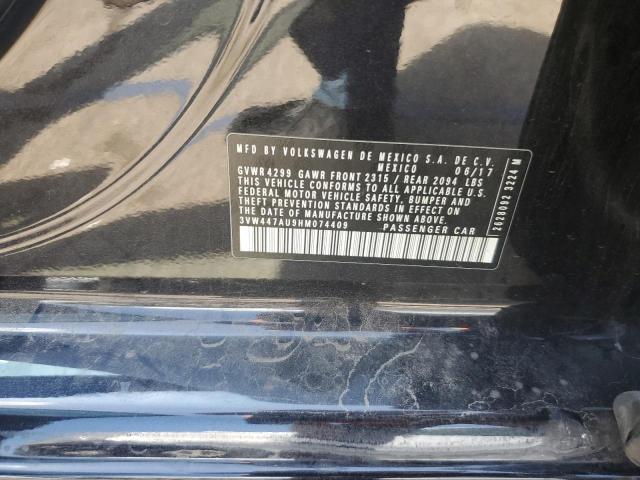 MFD BY VOLKSWAGEN DE MEXICO S.A. DE C.V.
MEXICO 06/17
GVWR 4299 GAWR FRONT 2315 / REAR 2094 LBS
THIS VEHICLE CONFORMS TO ALL APPLICABLE U.S.
FEDERAL MOTOR VEHICLE SAFETY, BUMPER AND
THEFT PREVENTION STANDARDS IN EFFECT ON THE
DATE OF MANUFACTURE SHOWN ABOVE.
3VW447AU9HM074409 PASSENGER CAR
2628092 3224 M